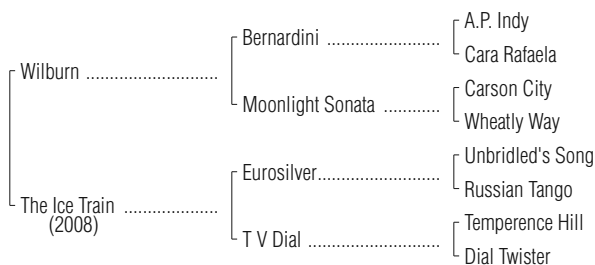 A.P. Indy
Bernardini ........................
Cara Rafaela
Wilburn ............................
Carson City
Moonlight Sonata ............
Wheatly Way
Unbridled's Song
Eurosilver..........................
Russian Tango
The Ice Train ....................
(2008)
Temperence Hill
T V Dial ............................
Dial Twister